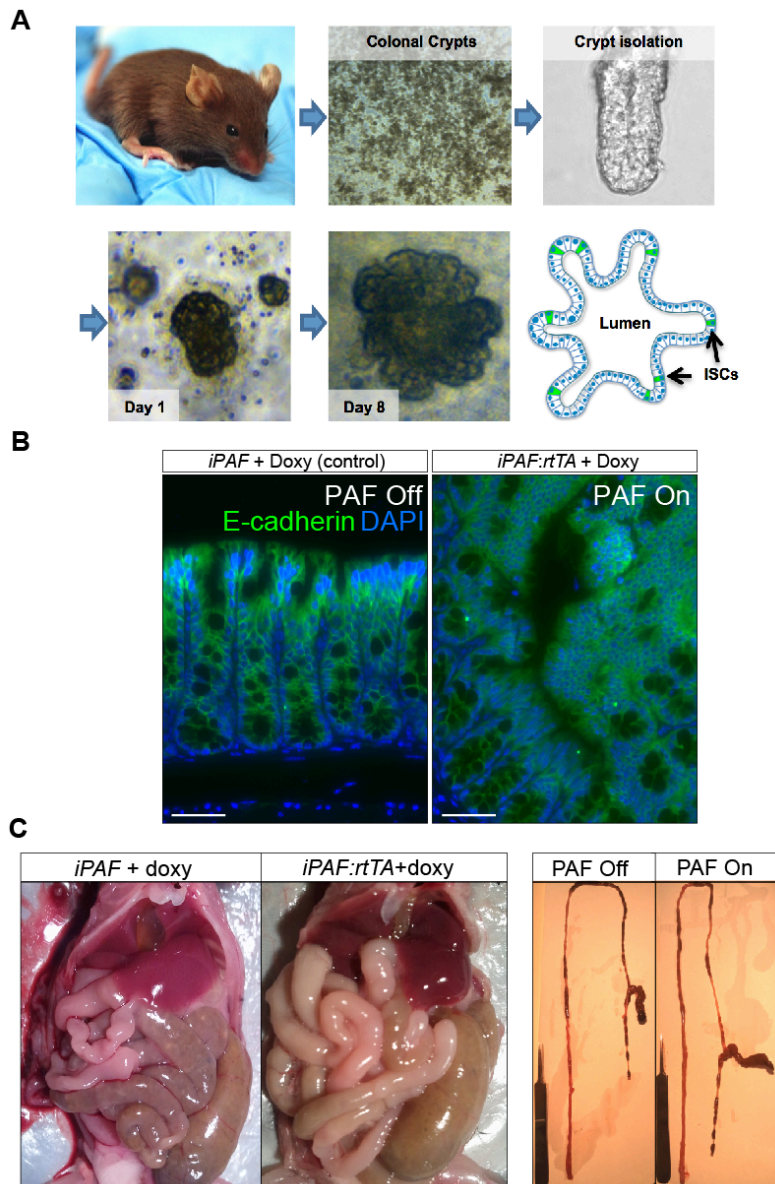 A
Colonal Crypts
Crypt isolation
Day 1
Day 8
Lumen
ISCs
B
iPAF + Doxy (control)
iPAF:rtTA + Doxy
PAF Off
PAF On
E-cadherin DAPI
C
iPAF + doxy
iPAF:rtTA+doxy
PAF Off
PAF On